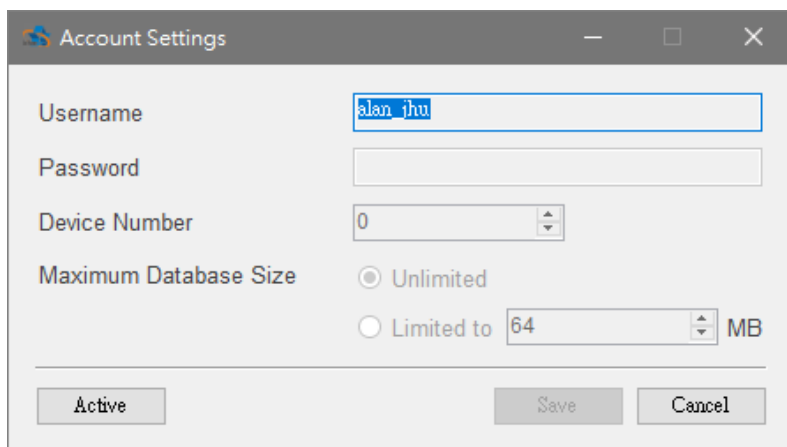 Account Settings
Username alan_jhu
Password
Device Number 0
Maximum Database Size Unlimited
Limited to 64 MB
Active Save Cancel